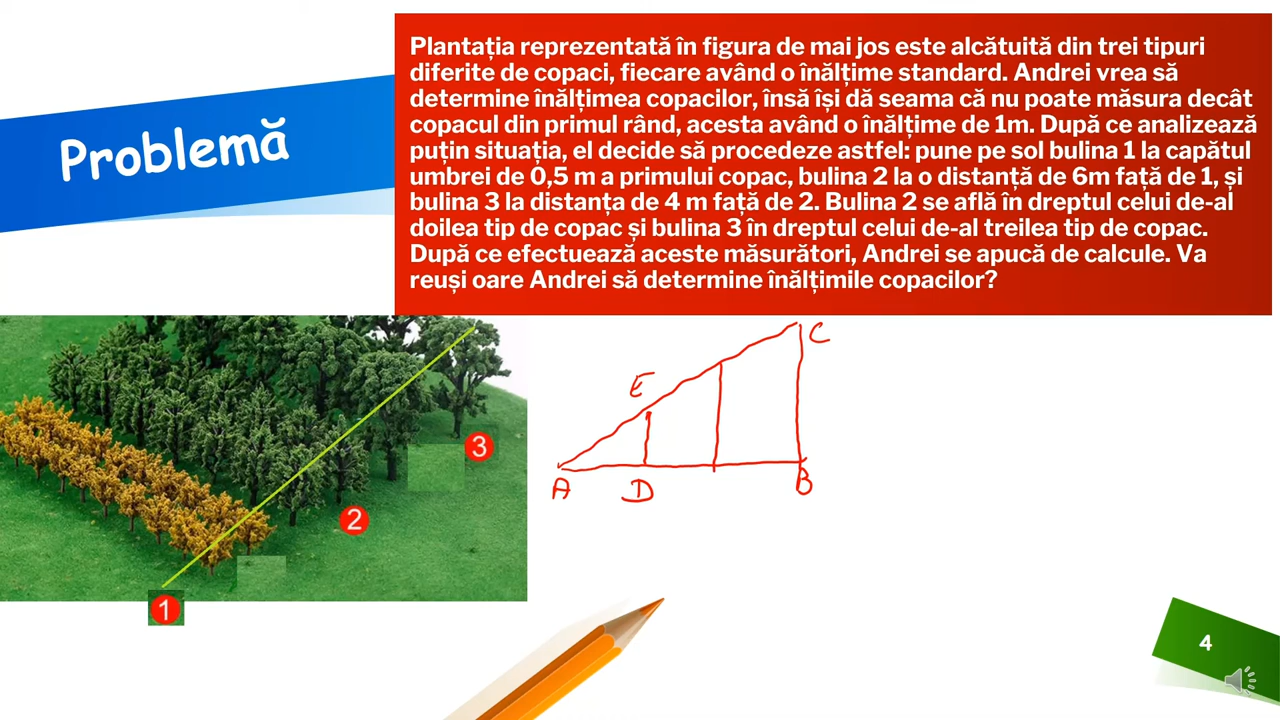 Problemă
Plantația reprezentată în figura de mai jos este alcătuită din trei tipuri
diferite de copaci, fiecare având o înălțime standard. Andrei vrea să
determine înălțimea copacilor, însă își dă seama că nu poate măsura decât
copacul din primul rând, acesta având o înălțime de 1m. După ce analizează
puțin situația, el decide să procedeze astfel: pune pe sol bulina 1 la capătul
umbrei de 0,5 m a primului copac, bulina 2 la o distanță de 6m față de 1, și
bulina 3 la distanța de 4 m față de 2. Bulina 2 se află în dreptul celui de-al
doilea tip de copac și bulina 3 în dreptul celui de-al treilea tip de copac.
După ce efectuează aceste măsurători, Andrei se apucă de calcule. Va
reuși oare Andrei să determine înălțimile copacilor?
C
E
3
A
D
B
2
1
4